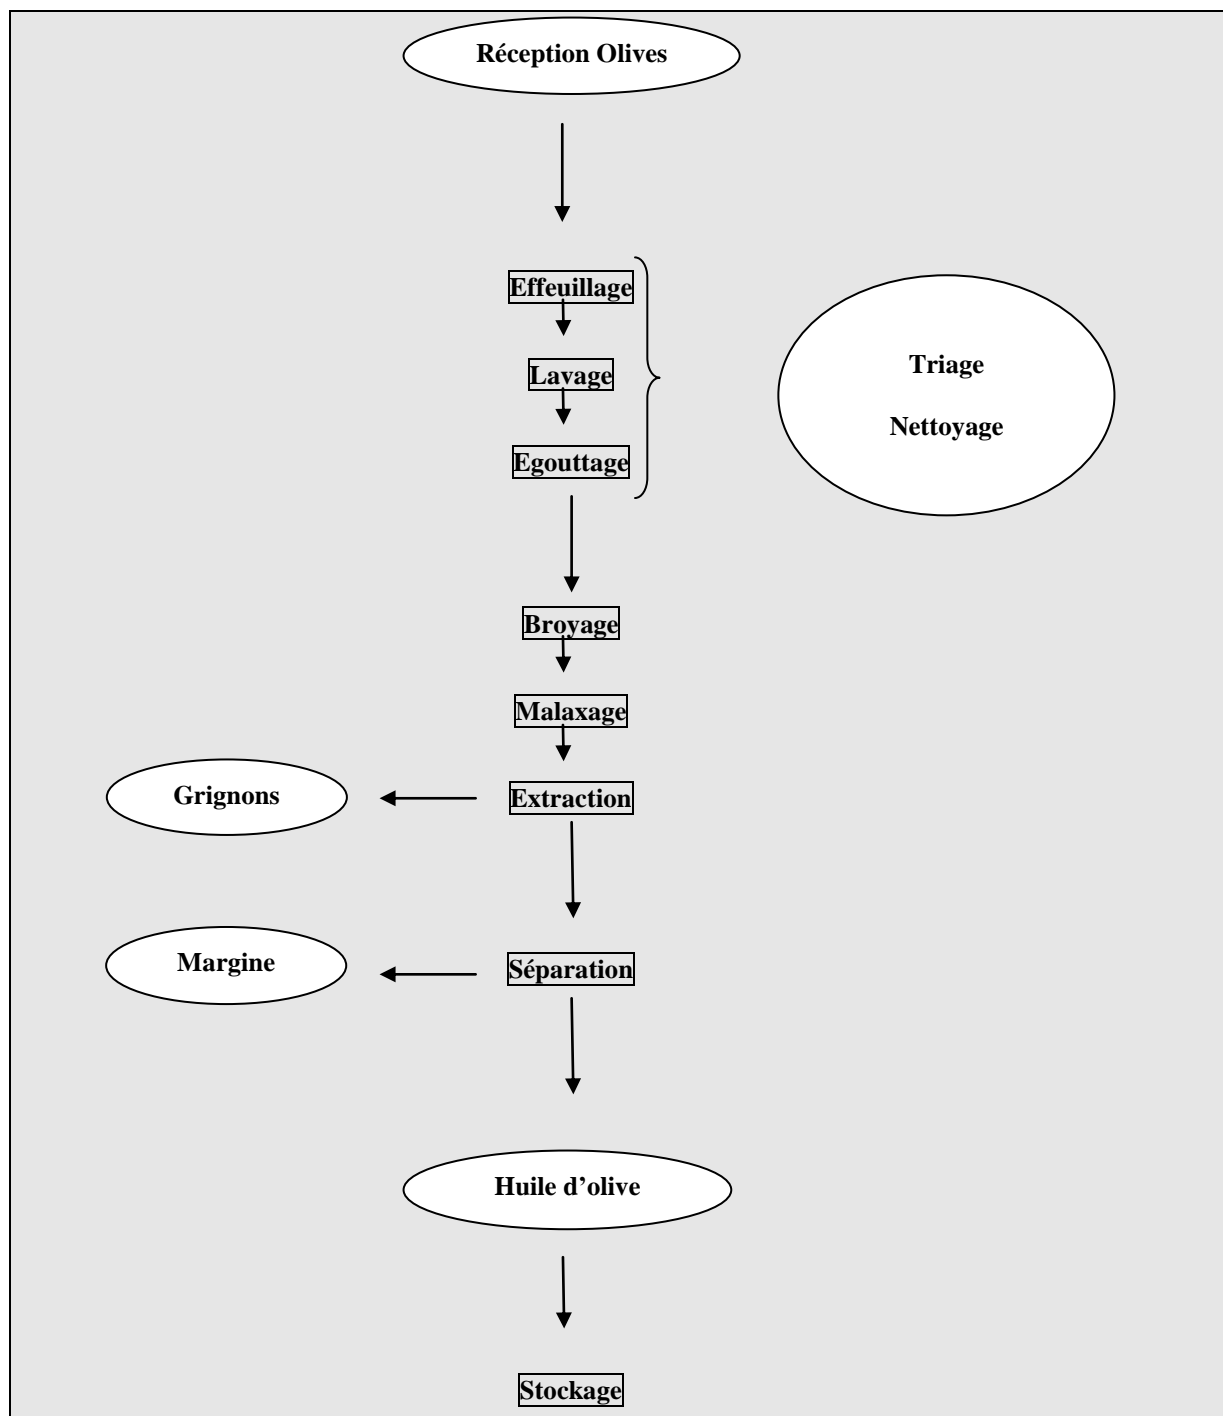 Réception Olives
Effeuillage
Lavage
Egouttage
Triage
Nettoyage
Broyage
Malaxage
Extraction
Grignons
Séparation
Margine
Huile d’olive
Stockage